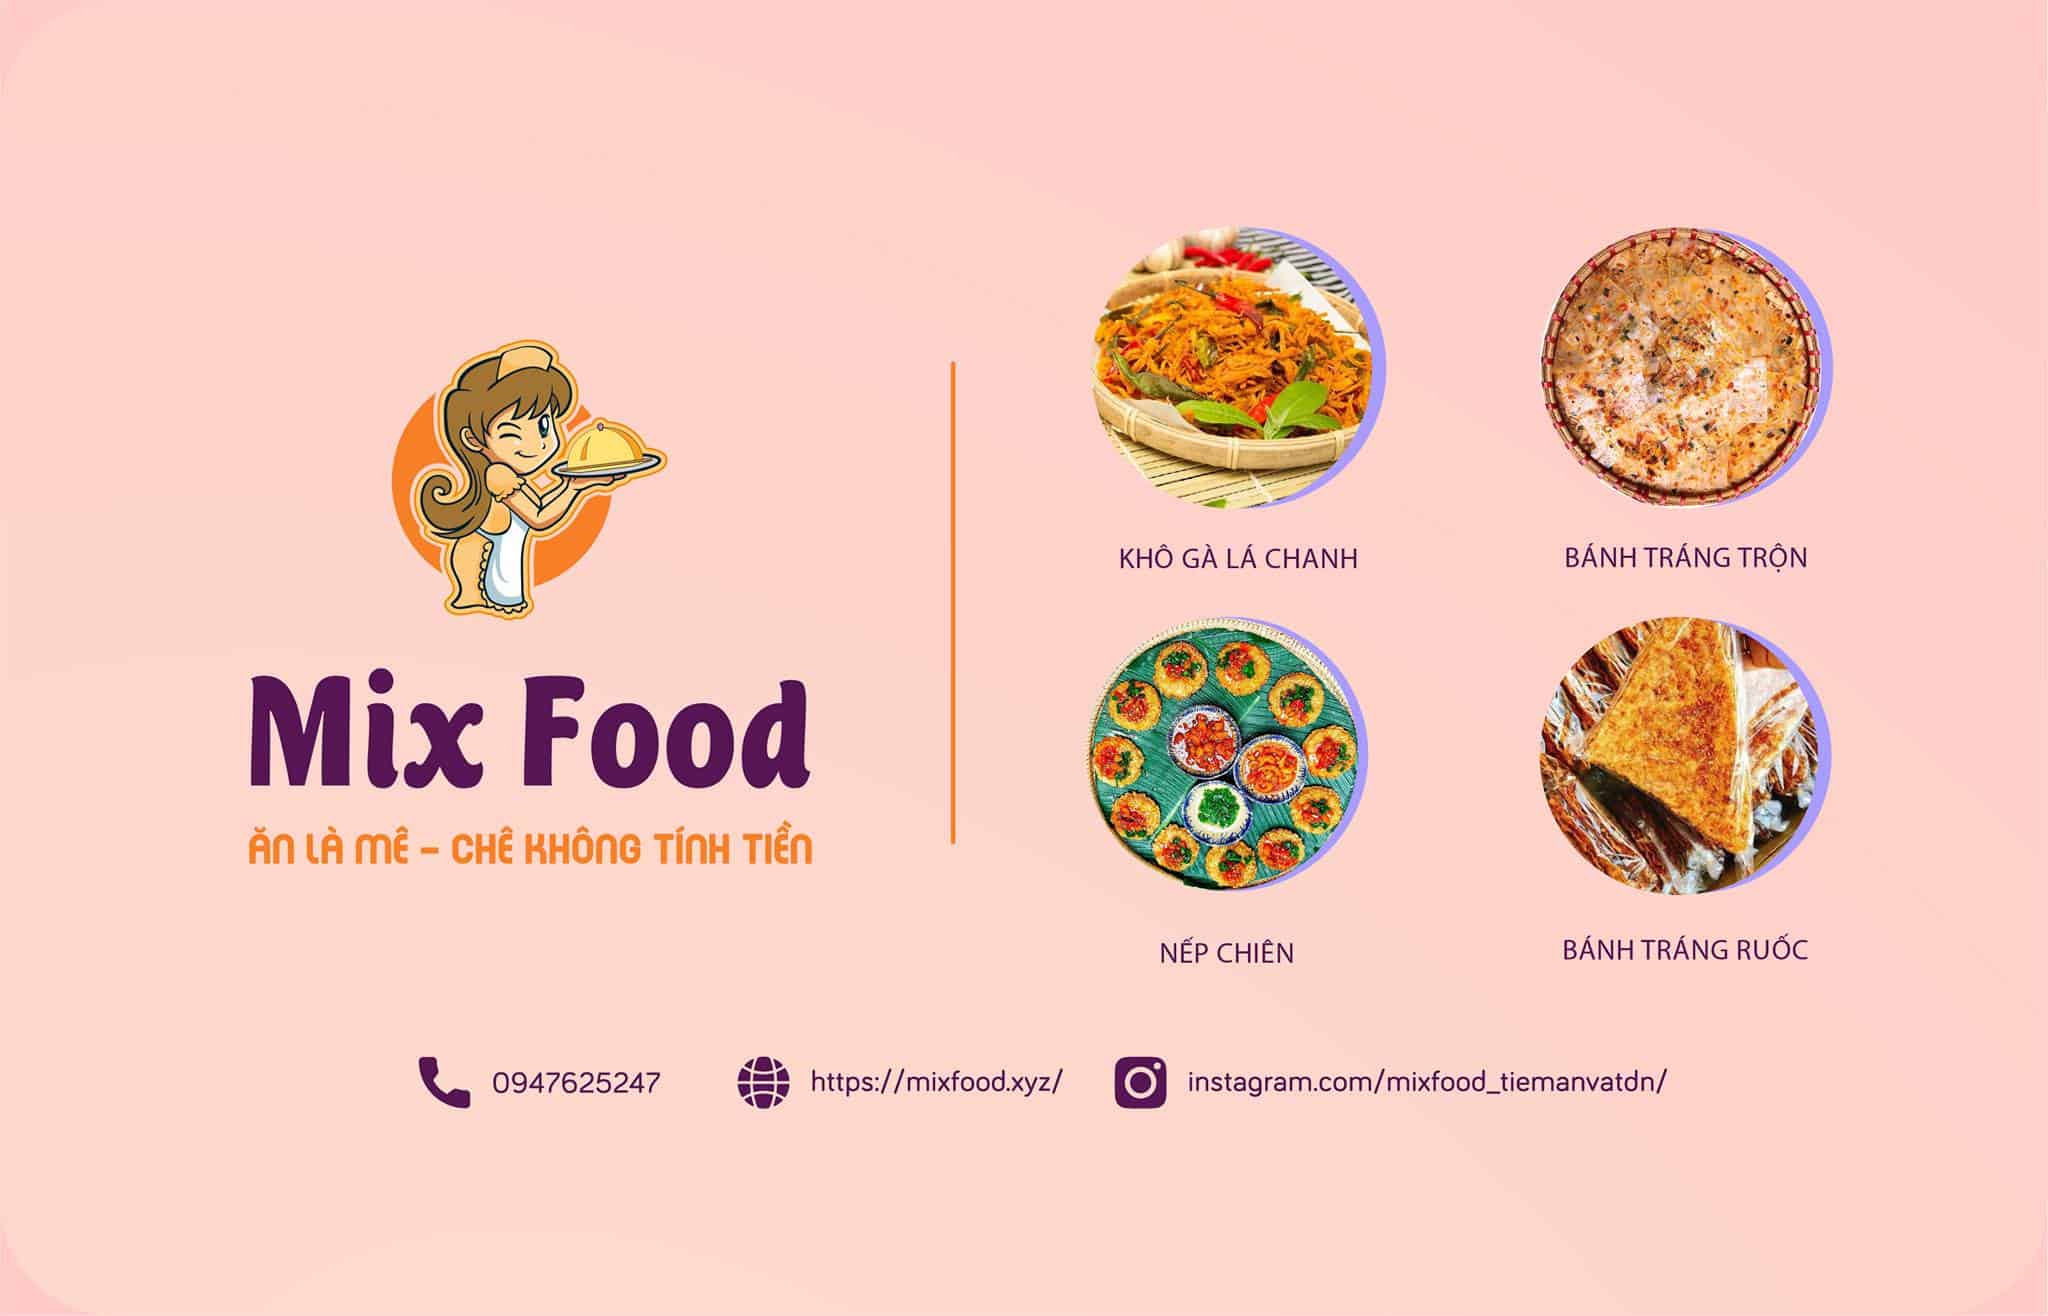 Mix Food
ĂN LÀ MÊ - CHÊ KHÔNG TÍNH TIỀN
KHÔ GÀ LÁ CHANH
BÁNH TRÁNG TRỘN
NẾP CHIÊN
BÁNH TRÁNG RUỐC
0947625247
https://mixfood.xyz/
instagram.com/mixfood_tiemanvatdn/